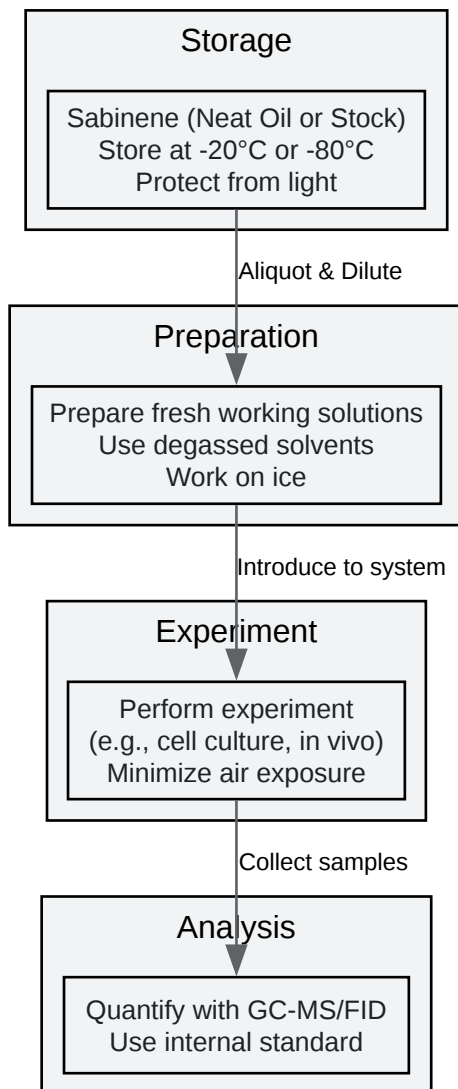 Storage
Sabinene (Neat Oil or Stock)
Store at -20°C or -80°C
Protect from light
Aliquot & Dilute
Preparation
Prepare fresh working solutions
Use degassed solvents
Work on ice
Introduce to system
Experiment
Perform experiment
(e.g., cell culture, in vivo)
Minimize air exposure
Collect samples
Analysis
Quantify with GC-MS/FID
Use internal standard